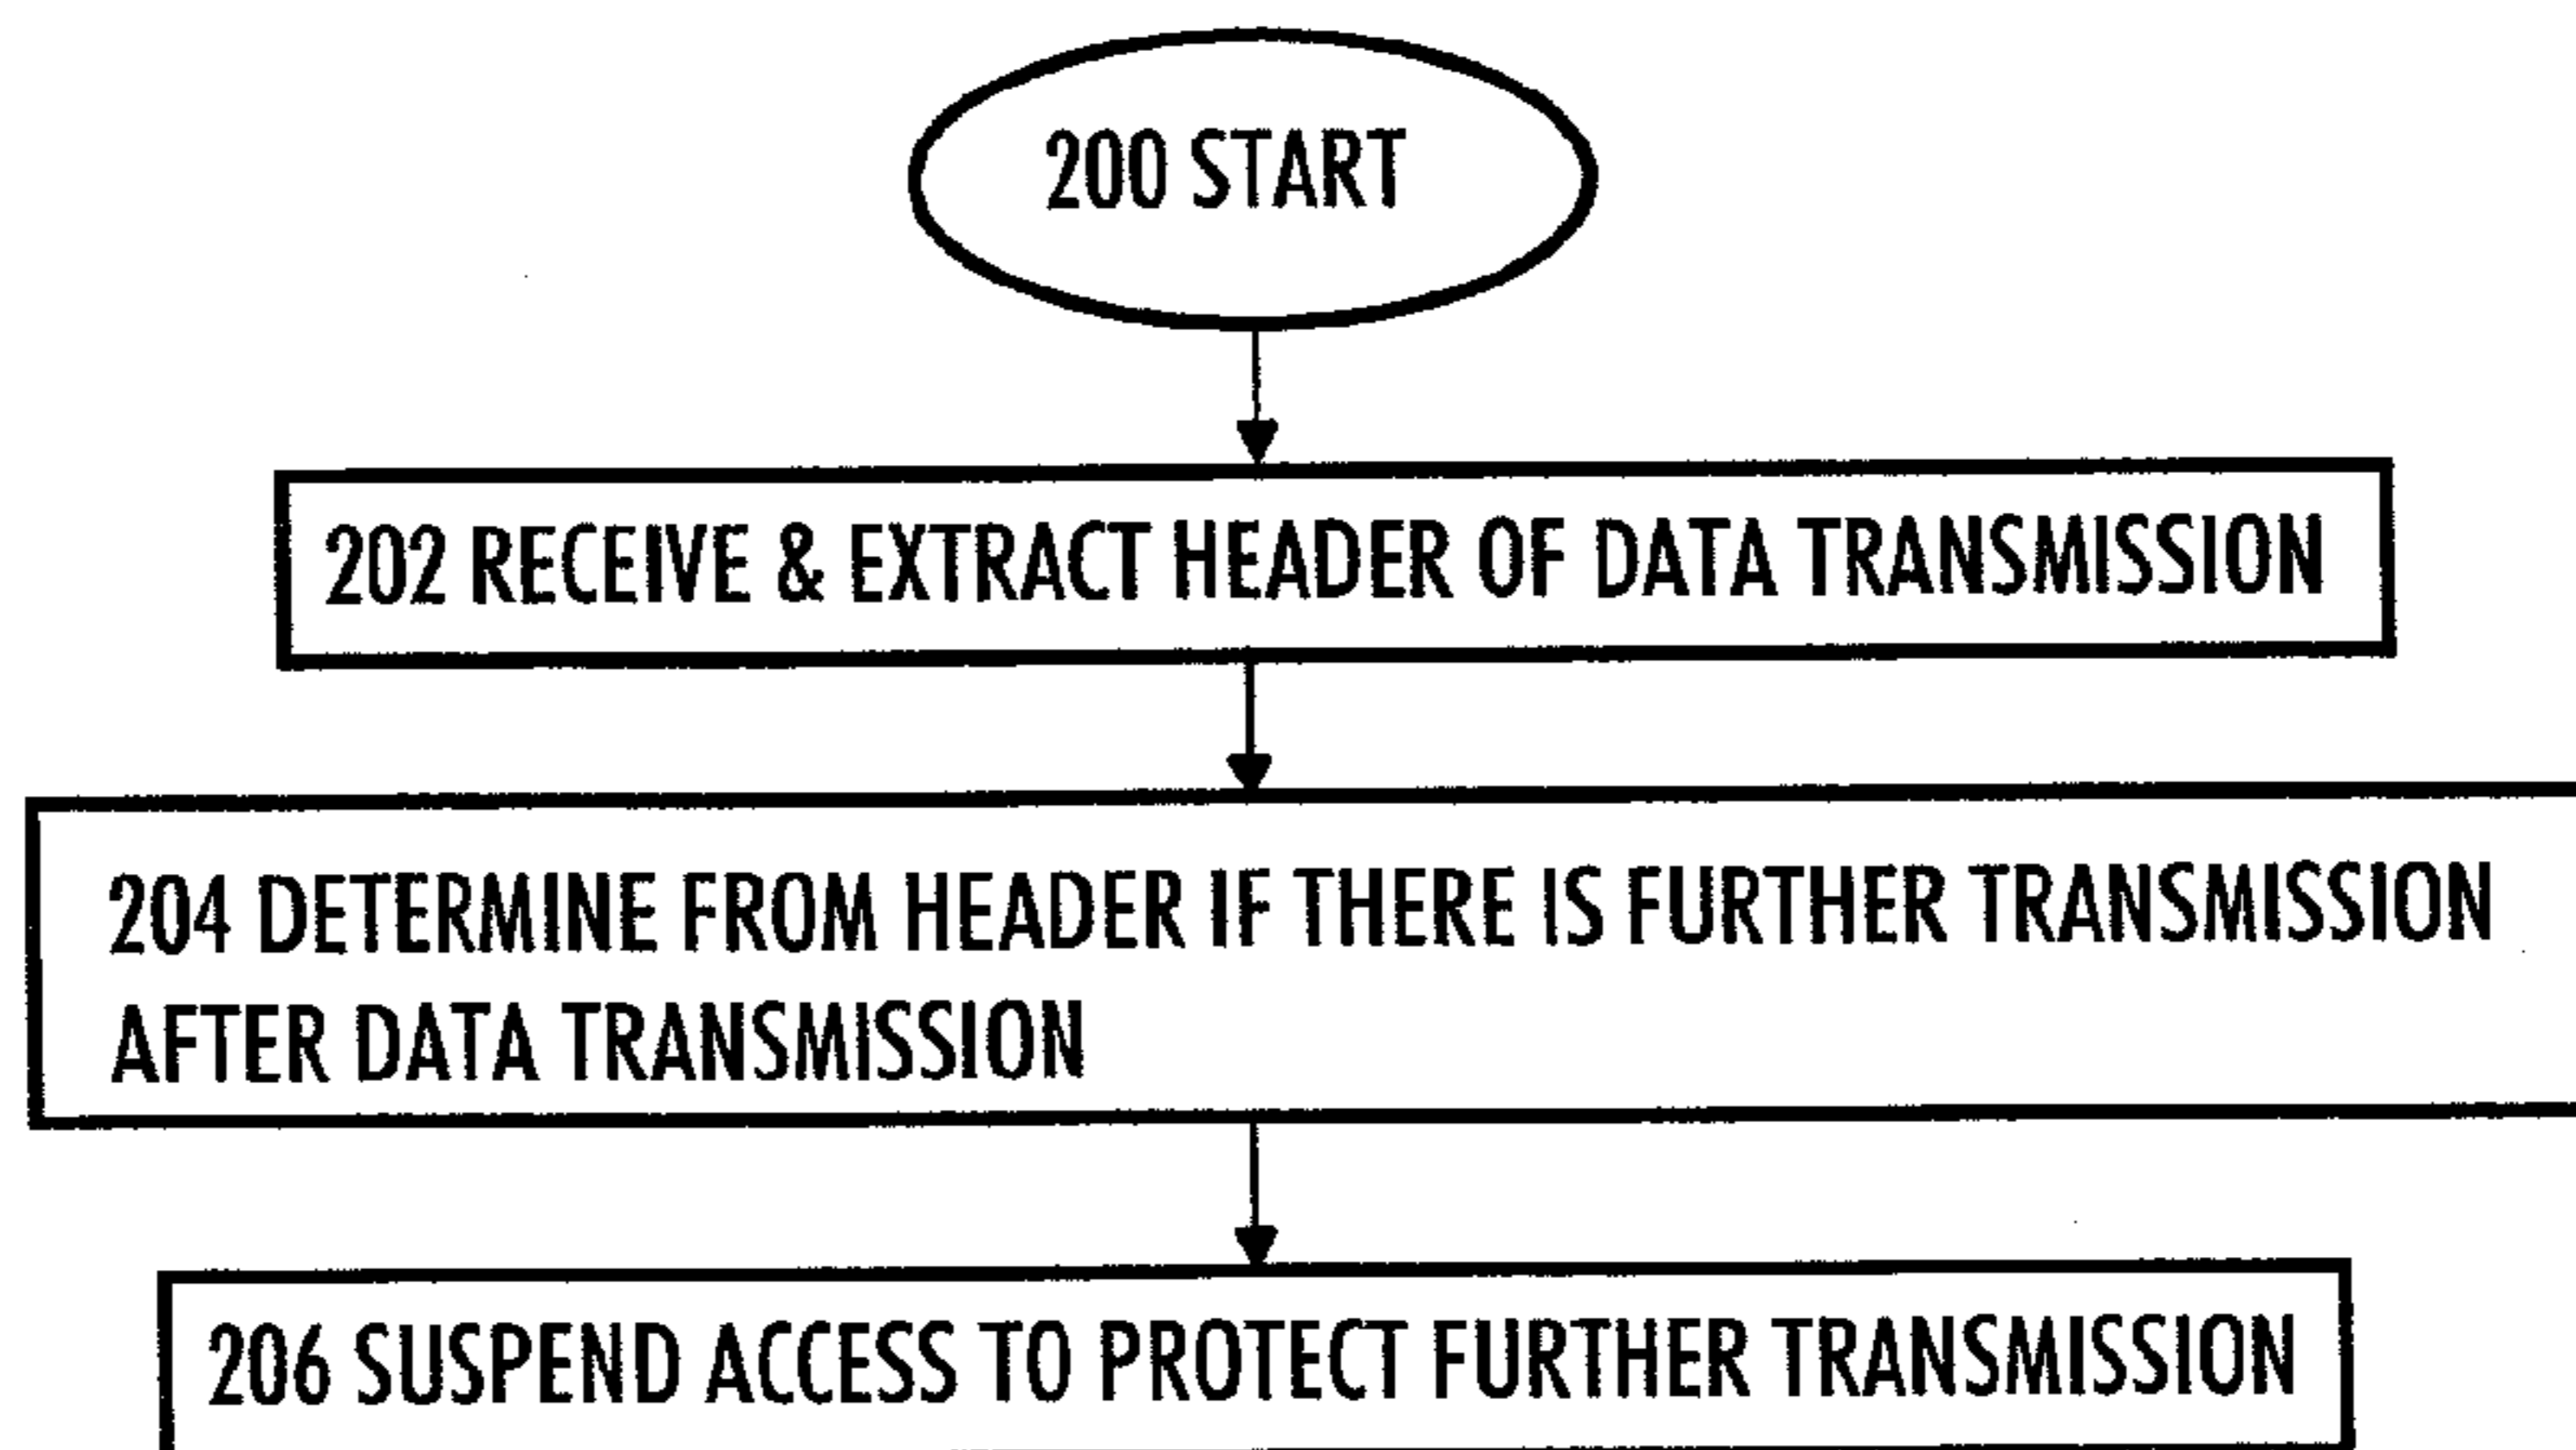 200 START
202 RECEIVE & EXTRACT HEADER OF DATA TRANSMISSION
204 DETERMINE FROM HEADER IF THERE IS FURTHER TRANSMISSION
AFTER DATA TRANSMISSION
206 SUSPEND ACCESS TO PROTECT FURTHER TRANSMISSION